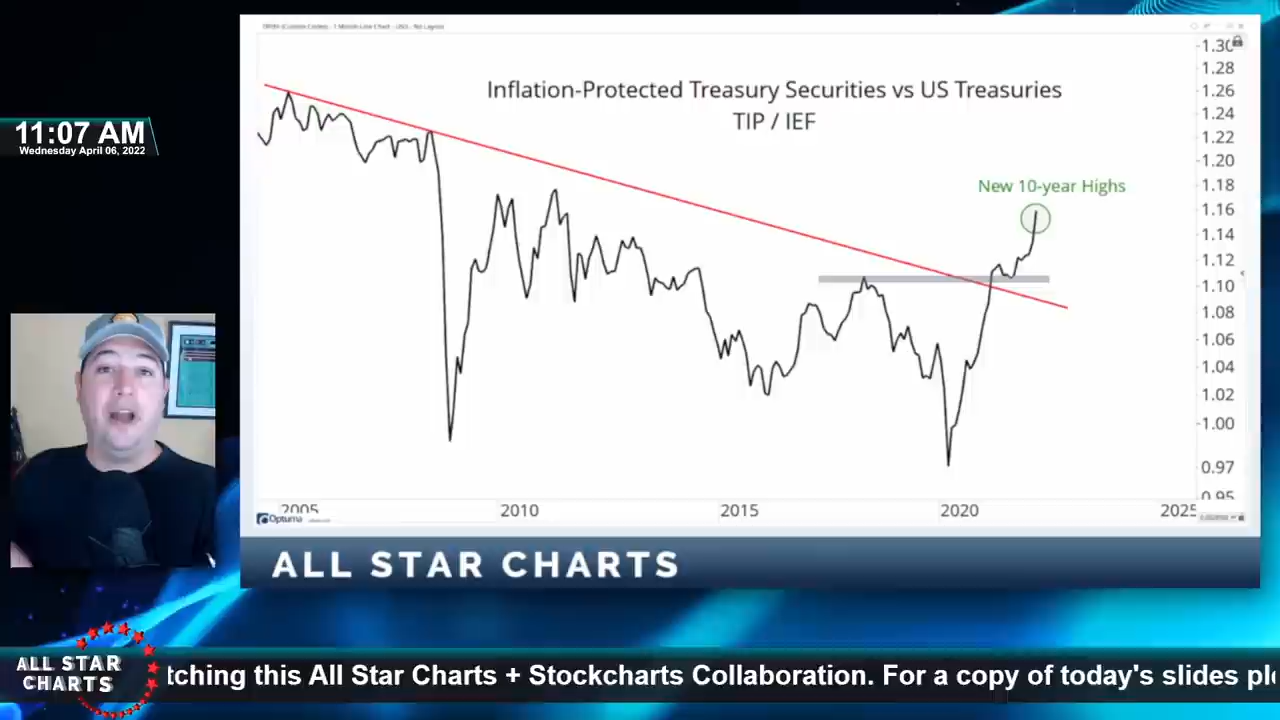 11:07 AM
Wednesday April 06, 2022
Inflation-Protected Treasury Securities vs US Treasuries
TIP / IEF
New 10-year Highs
1.30
1.28
1.26
1.24
1.22
1.20
1.18
1.16
1.14
1.12
1.10
1.08
1.06
1.04
1.02
1.00
0.97
0.95
2005
2010
2015
2020
2025
Optuma
ALL STAR CHARTS
ALL STAR
CHARTS
tching this All Star Charts + Stockcharts Collaboration. For a copy of today's slides ple